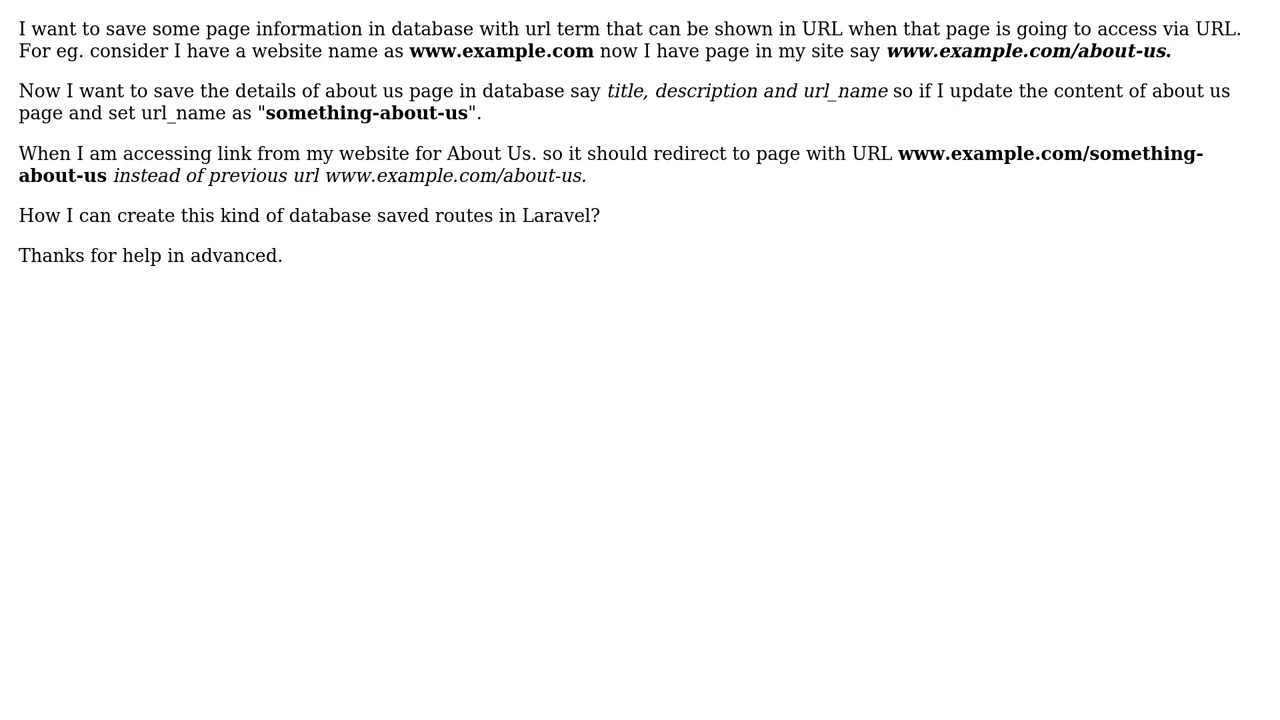 I want to save some page information in database with url term that can be shown in URL when that page is going to access via URL.
For eg. consider I have a website name as www.example.com now I have page in my site say www.example.com/about-us.
Now I want to save the details of about us page in database say title, description and url_name so if I update the content of about us
page and set url_name as "something-about-us".
When I am accessing link from my website for About Us. so it should redirect to page with URL www.example.com/something-
about-us instead of previous url www.example.com/about-us.
How I can create this kind of database saved routes in Laravel?
Thanks for help in advanced.